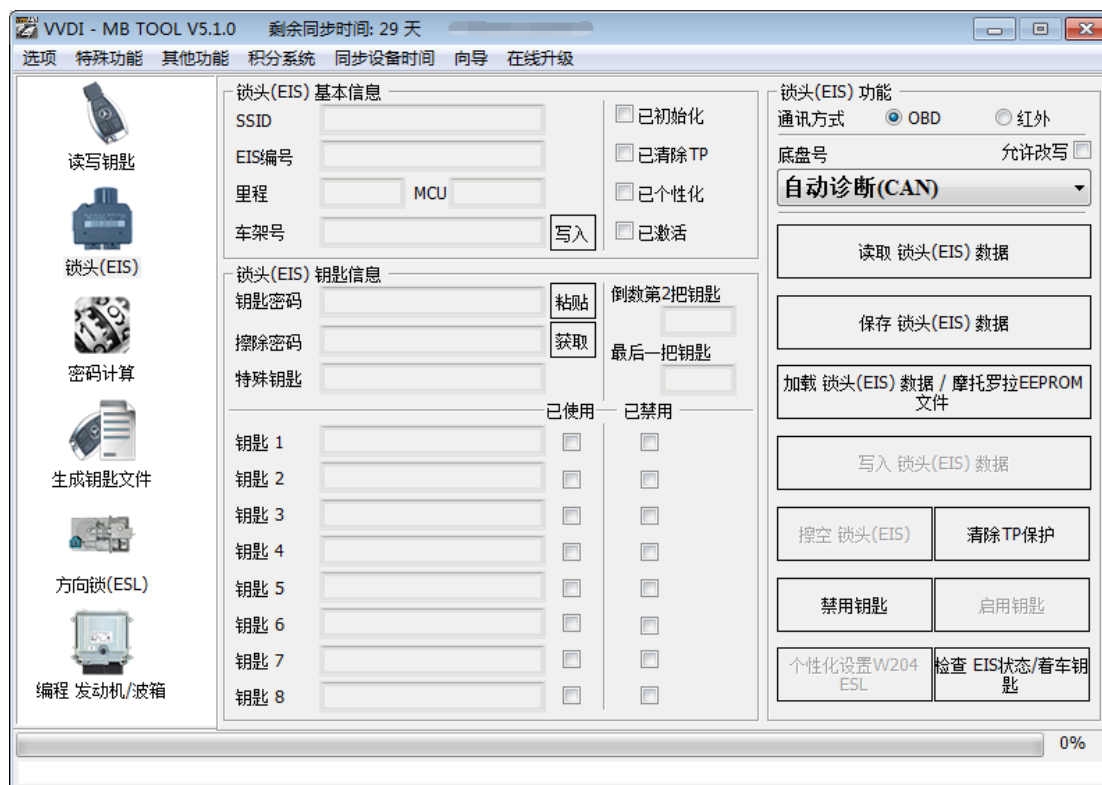 VVDI - MB TOOL V5.1.0 剩余同步时间: 29 天
选项 特殊功能 其他功能 积分系统 同步设备时间 向导 在线升级
读写钥匙
锁头(EIS)
密码计算
生成钥匙文件
方向锁(ESL)
编程 发动机/波箱
锁头(EIS) 基本信息
SSID
EIS编号
里程 MCU
车架号 写入
已初始化
已清除TP
已个性化
已激活
锁头(EIS) 钥匙信息
钥匙密码 粘贴
擦除密码 获取
特殊钥匙
倒数第2把钥匙
最后一把钥匙
已使用 已禁用
钥匙 1
钥匙 2
钥匙 3
钥匙 4
钥匙 5
钥匙 6
钥匙 7
钥匙 8
锁头(EIS) 功能
通讯方式 OBD 红外
底盘号 允许改写
自动诊断(CAN)
读取 锁头(EIS) 数据
保存 锁头(EIS) 数据
加载 锁头(EIS) 数据 / 摩托罗拉EEPROM
文件
写入 锁头(EIS) 数据
擦空 锁头(EIS) 清除TP保护
禁用钥匙 启用钥匙
个性化设置W204
ESL
检查 EIS状态/着车钥
匙
0%